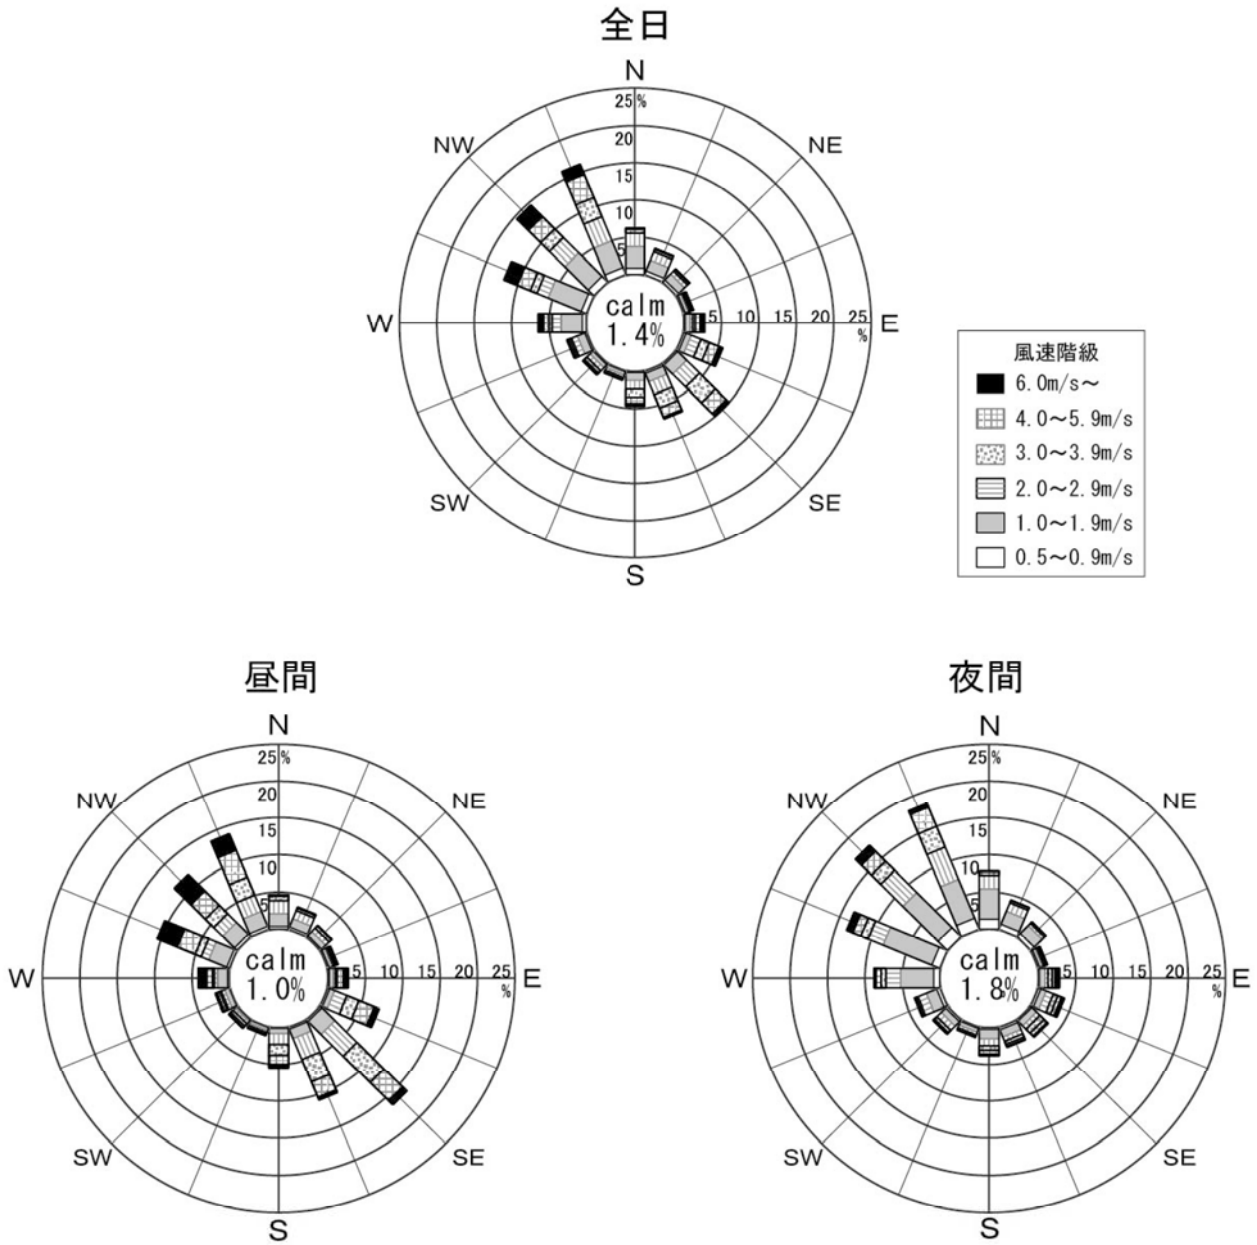 全日
N
25%
20
15
10
5
NW
NE
calm
1.4%
W
5 10 15 20 25
%
E
SW
SE
S
風速階級
6.0m/s～
4.0～5.9m/s
3.0～3.9m/s
2.0～2.9m/s
1.0～1.9m/s
0.5～0.9m/s
昼間
N
25%
20
15
10
5
NW
NE
calm
1.0%
W
5 10 15 20 25
%
E
SW
SE
S
夜間
N
25%
20
15
10
5
NW
NE
calm
1.8%
W
5 10 15 20 25
%
E
SW
SE
S